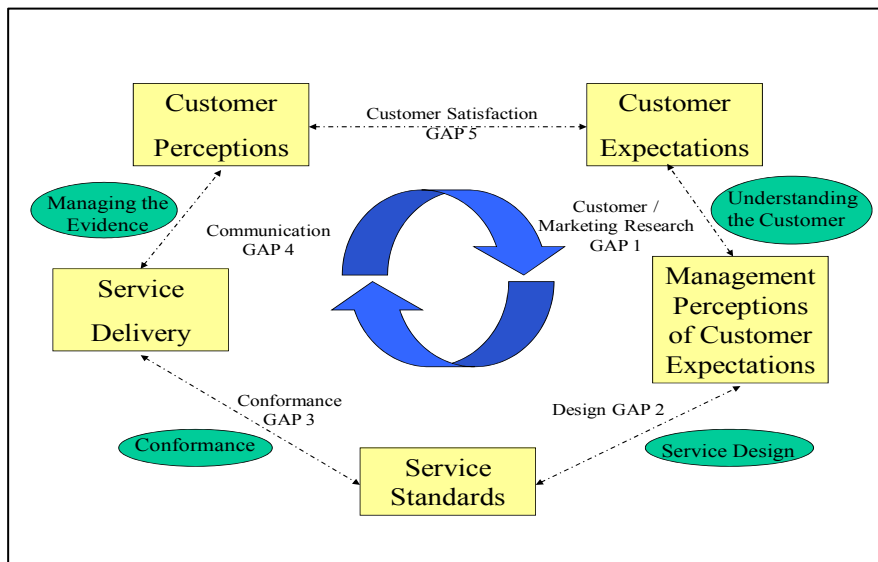 Customer
Perceptions
Customer Satisfaction
GAP 5
Customer
Expectations
Managing the
Evidence
Communication
GAP 4
Customer /
Marketing Research
GAP 1
Understanding
the Customer
Service
Delivery
Management
Perceptions
of Customer
Expectations
Conformance
GAP 3
Design GAP 2
Conformance
Service
Standards
Service Design